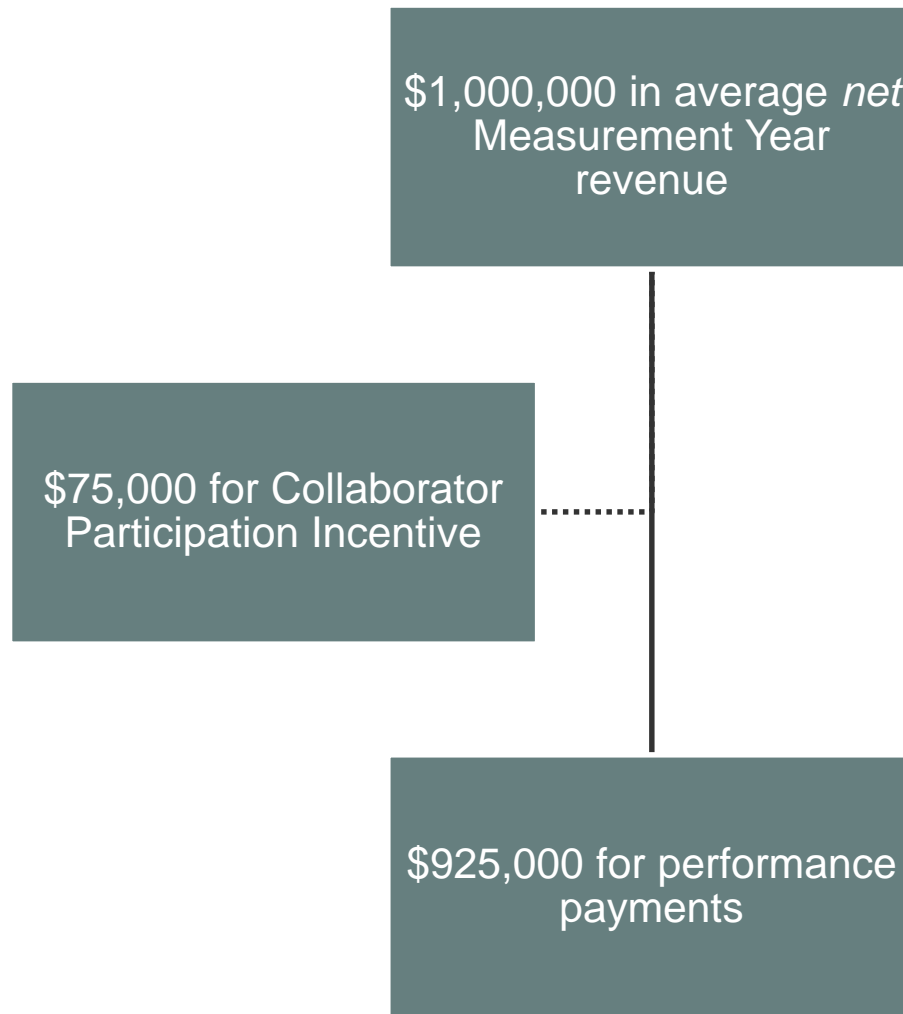 $1,000,000 in average net
Measurement Year
revenue
$75,000 for Collaborator
Participation Incentive
$925,000 for performance
payments